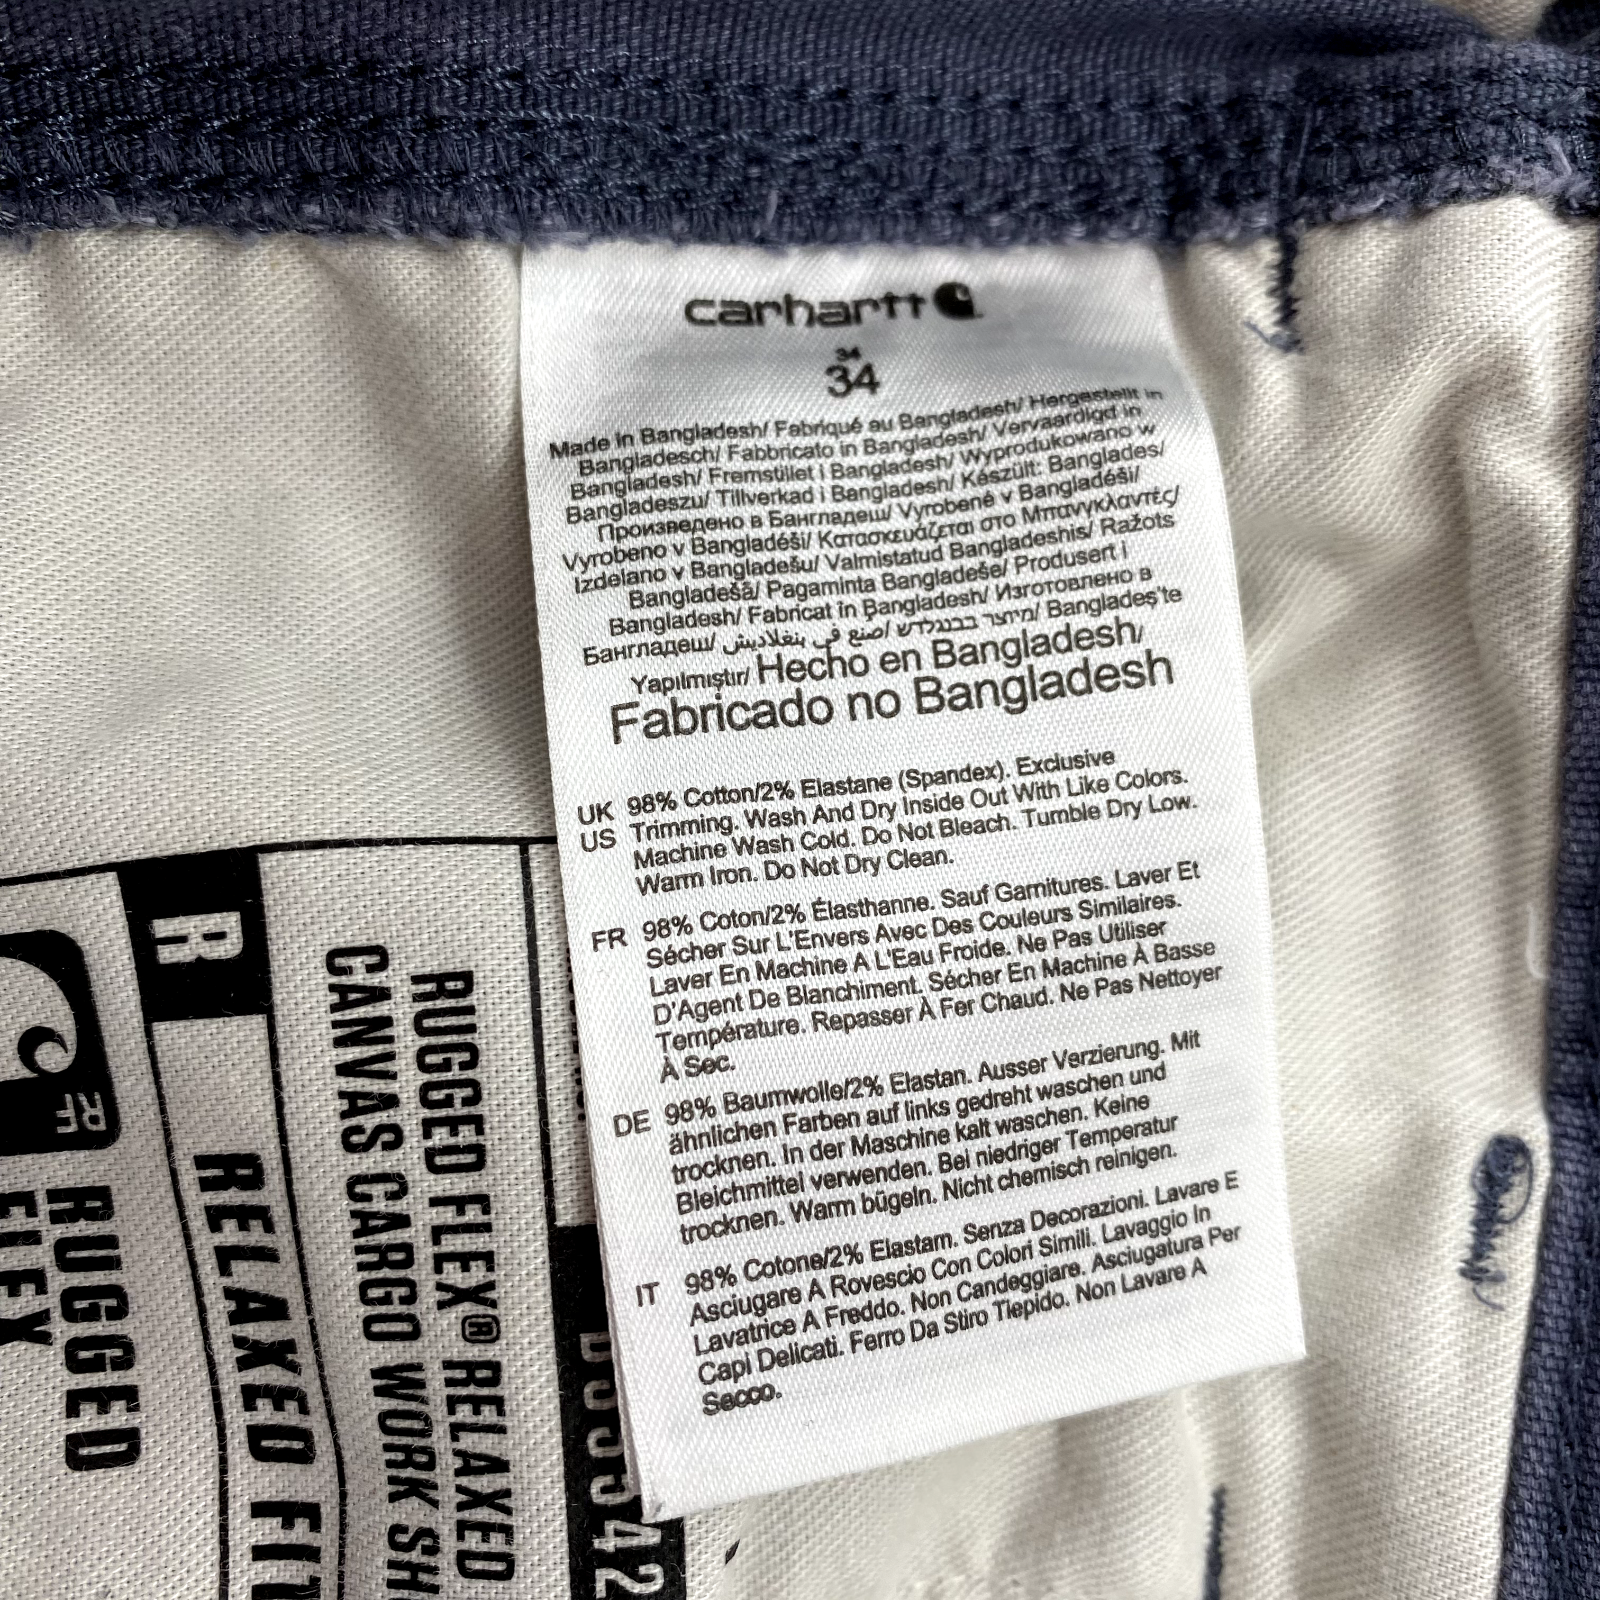 carhartt
34
34
Made in Bangladesh/ Fabriqué au Bangladesh/ Hergestellt in
Bangladesch/ Fabbricato in Bangladesh/ Vervaardigd in
Bangladesh/ Fremstillet i Bangladesh/ Wyprodukowano w
Bangladeszu/ Tillverkad i Bangladesh/ Készült: Banglades/
Произведено в Бангладеш/ Vyrobené v Bangladéši/
Vyrobeno v Bangladéši/ Κατασκευάζεται στο Μπανγκλαντές/
Izdelano v Bangladešu/ Valmistatud Bangladeshis/ Ražots
Bangladešā/ Pagaminta Bangladeše/ Produsert i
Bangladesh/ Fabricat în Bangladesh/ Изготовлено в
Бангладеш/ صنع في بنغلاديش/ מיוצר בבנגלדש/ Bangladeş'te
Yapılmıştır/ Hecho en Bangladesh/
Fabricado no Bangladesh
UK US 98% Cotton/2% Elastane (Spandex). Exclusive
Trimming. Wash And Dry Inside Out With Like Colors.
Machine Wash Cold. Do Not Bleach. Tumble Dry Low.
Warm Iron. Do Not Dry Clean.
FR 98% Coton/2% Élasthanne. Sauf Garnitures. Laver Et
Sécher Sur L'Envers Avec Des Couleurs Similaires.
Laver En Machine A L'Eau Froide. Ne Pas Utiliser
D'Agent De Blanchiment. Sécher En Machine À Basse
Température. Repasser À Fer Chaud. Ne Pas Nettoyer
À Sec.
DE 98% Baumwolle/2% Elastan. Ausser Verzierung. Mit
ähnlichen Farben auf links gedreht waschen und
trocknen. In der Maschine kalt waschen. Keine
Bleichmittel verwenden. Bei niedriger Temperatur
trocknen. Warm bügeln. Nicht chemisch reinigen.
IT 98% Cotone/2% Elastam. Senza Decorazioni. Lavare E
Asciugare A Rovescio Con Colori Simili. Lavaggio In
Lavatrice A Freddo. Non Candeggiare. Asciugatura Per
Capi Delicati. Ferro Da Stiro Tiepido. Non Lavare A
Secco.
RUGGED FLEX® RELAXED
CANVAS CARGO WORK SH
R
RELAXED FIT
RF
RUGGED
FLEX